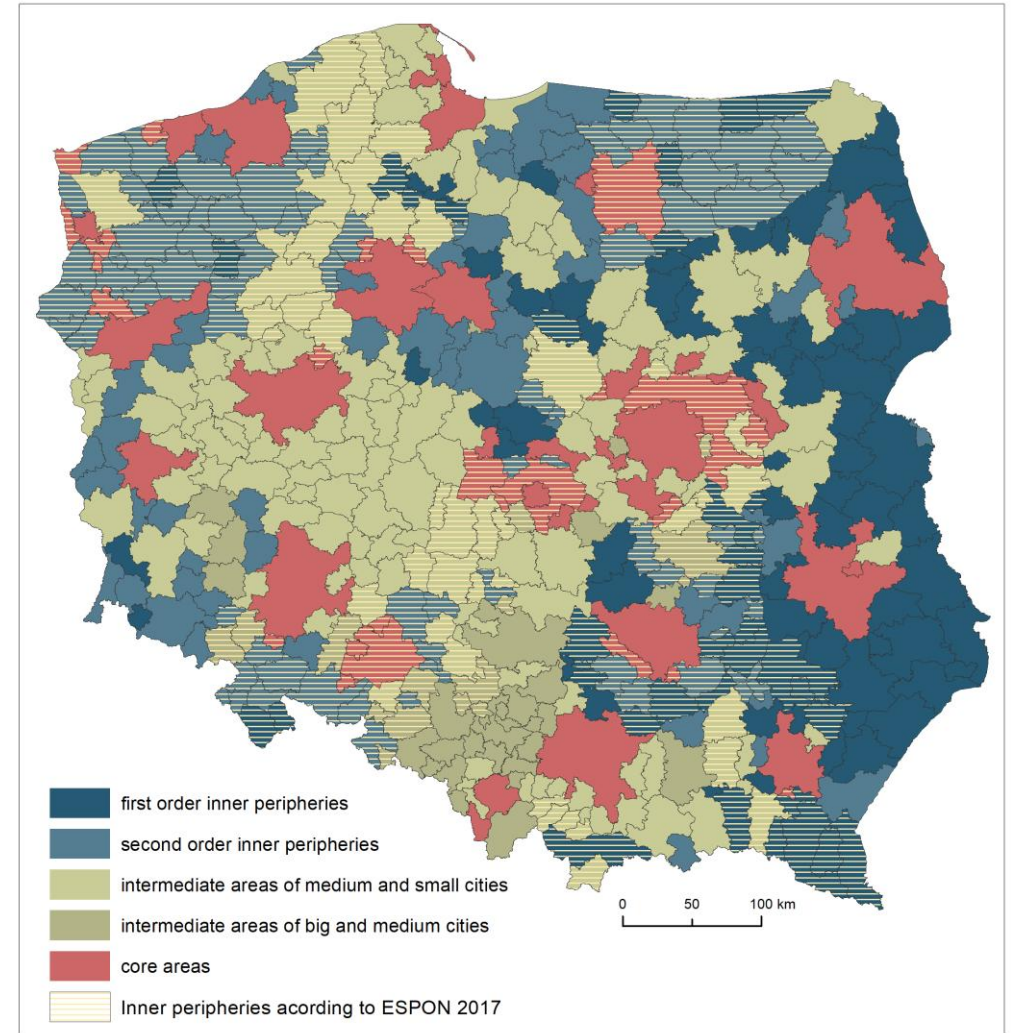 first order inner peripheries
second order inner peripheries
intermediate areas of medium and small cities
intermediate areas of big and medium cities
core areas
Inner peripheries acording to ESPON 2017
0 50 100 km